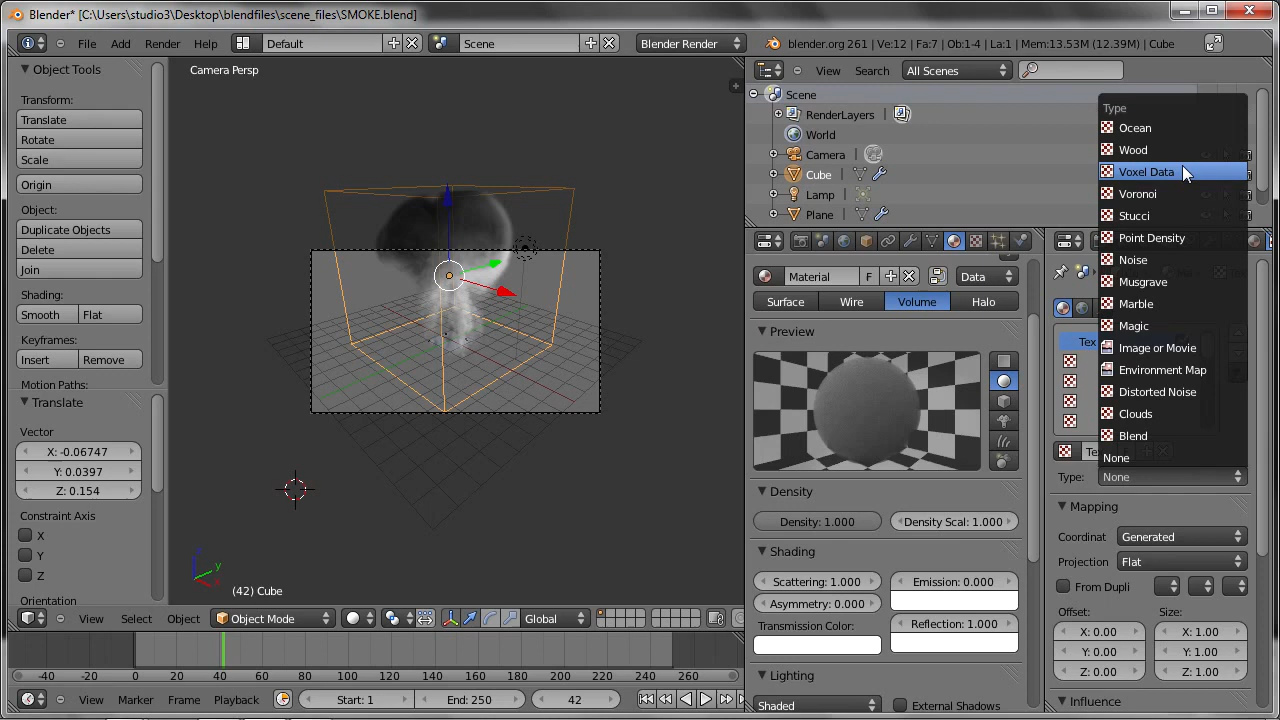 Blender* [C:\Users\studio3\Desktop\blendfiles\scene_files\SMOKE.blend]
File Add Render Help Default Scene Blender Render blender.org 261 | Ve:12 | Fa:7 | Ob:1-4 | La:1 | Mem:13.53M (12.39M) | Cube
Object Tools
Transform:
Translate
Rotate
Scale
Origin
Object:
Duplicate Objects
Delete
Join
Shading:
Smooth Flat
Keyframes:
Insert Remove
Motion Paths:
Translate
Vector
X: -0.06747
Y: 0.0397
Z: 0.154
Constraint Axis
X
Y
Z
Orientation
Camera Persp
z
y
x
(42) Cube
View Select Object Object Mode Global
-40 -20 0 20 40 60 80 100 120 140 160 180 200 220 240 260
View Marker Frame Playback Start: 1 End: 250 42
View Search All Scenes
Scene
RenderLayers |
World
Camera |
Cube |
Lamp |
Plane |
Material F Data
Surface Wire Volume Halo
Preview
Density
Density: 1.000 Density Scal: 1.000
Shading
Scattering: 1.000 Emission: 0.000
Asymmetry: 0.000
Transmission Color: Reflection: 1.000
Lighting
Shaded External Shadows
Type
Ocean
Wood
Voxel Data
Voronoi
Stucci
Point Density
Noise
Musgrave
Marble
Magic
Image or Movie
Environment Map
Distorted Noise
Clouds
Blend
None
Tex
Te
Type: None
Mapping
Coordinat Generated
Projection Flat
From Dupli
Offset: Size:
X: 0.00 X: 1.00
Y: 0.00 Y: 1.00
Z: 0.00 Z: 1.00
Influence